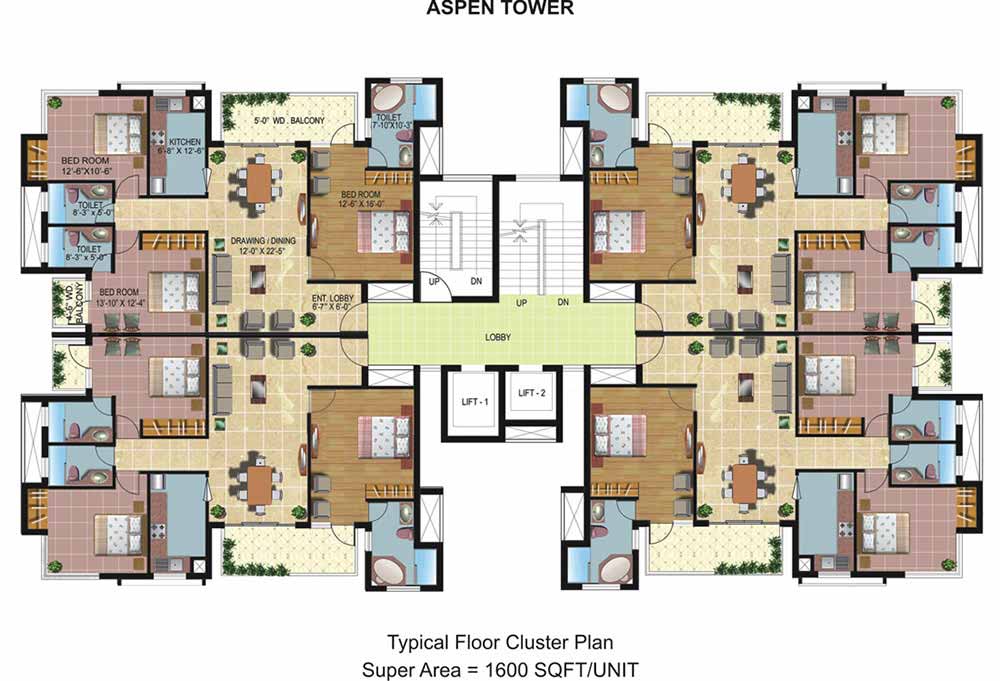 ASPEN TOWER
5'-0" WD . BALCONY
TOILET
7'-10"X10'-3"
KITCHEN
6'-8" X 12'-6"
BED ROOM
12'-6"X10'-6"
BED ROOM
12'-6" X 16'-0"
TOILET
8'-3" x 5'-0"
DRAWING / DINING
12'-0" X 22'-5"
TOILET
8'-3" x 5'-0"
BED ROOM
13'-10" X 12'-4"
4'-6" WD.
BALCONY
ENT. LOBBY
6'-7" X 6'-0"
UP
DN
UP
DN
LOBBY
LIFT - 1
LIFT - 2
Typical Floor Cluster Plan
Super Area = 1600 SQFT/UNIT